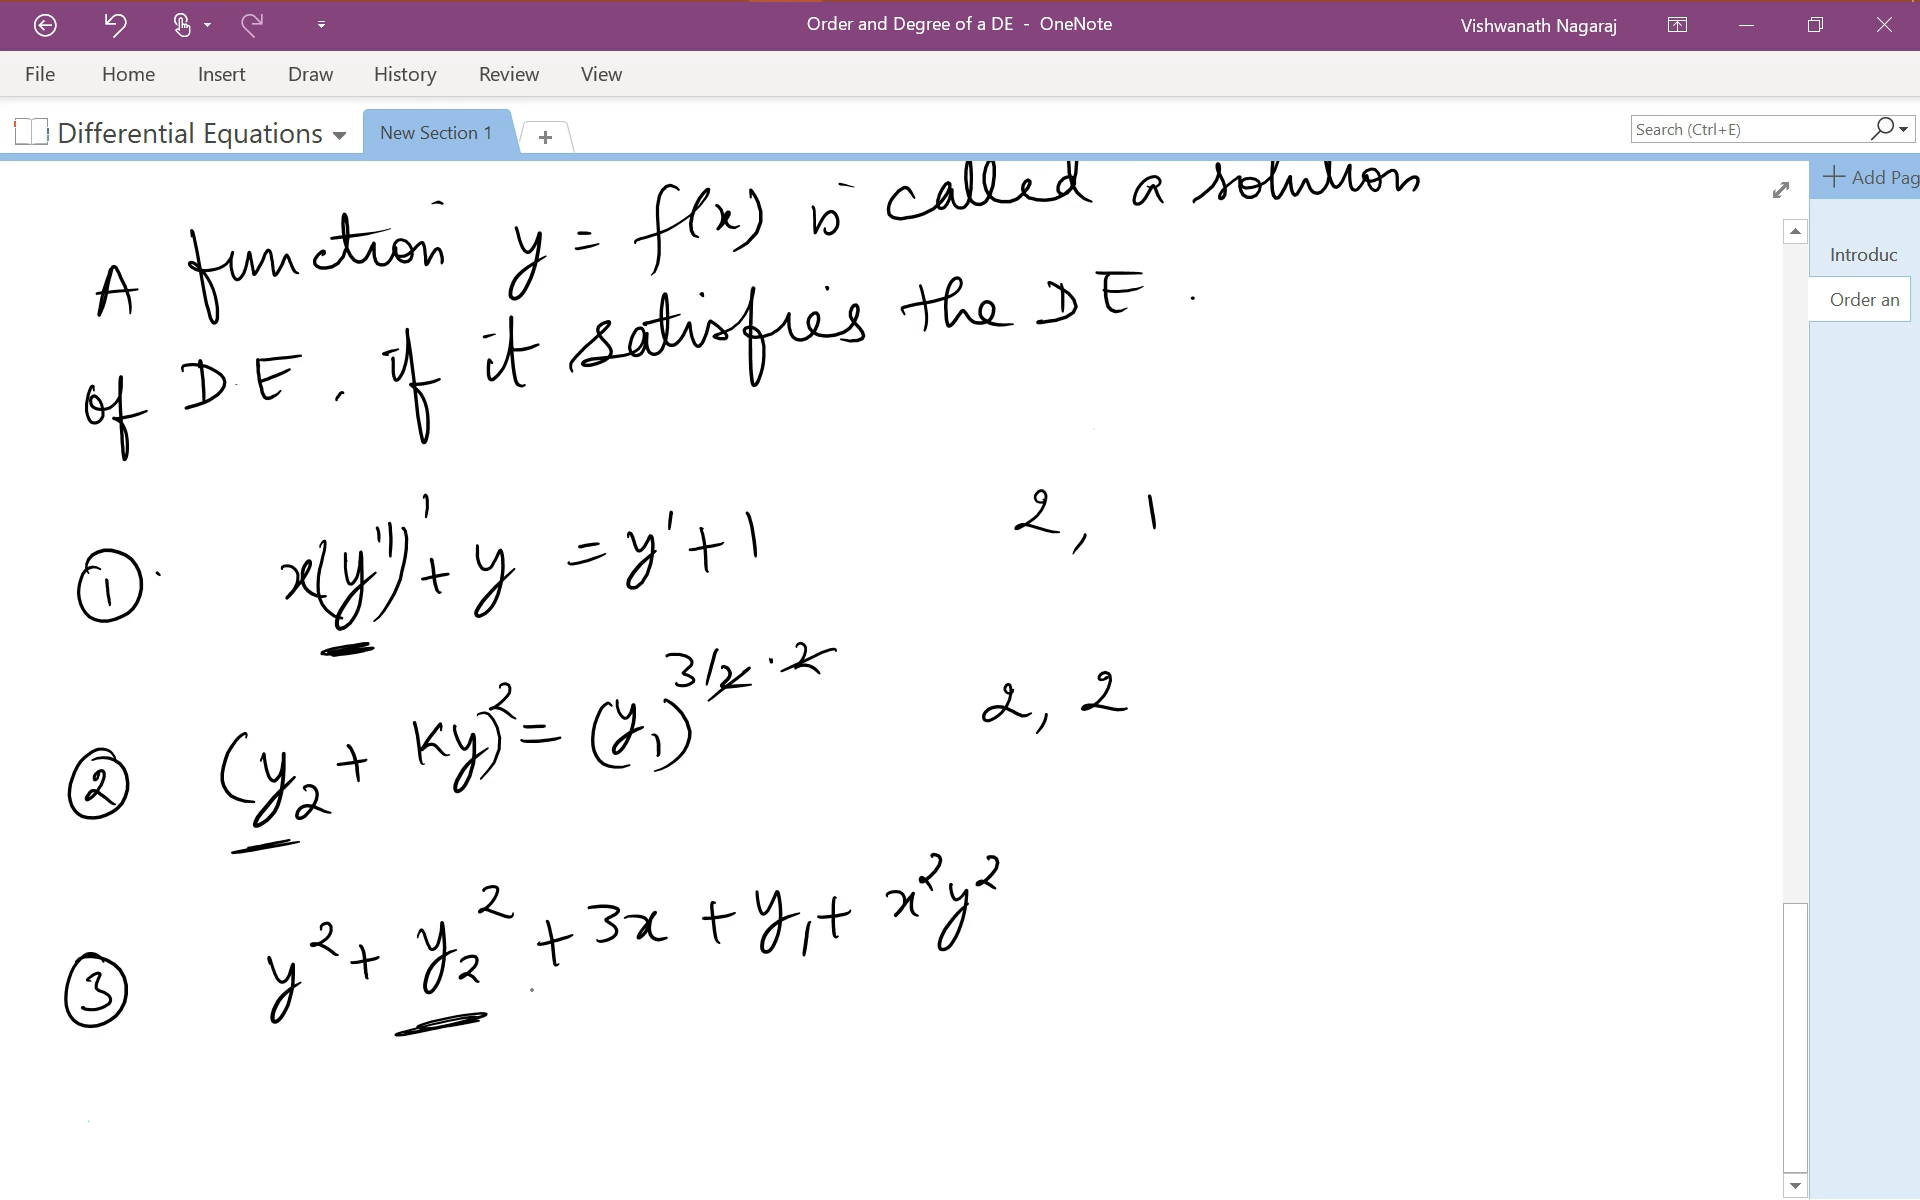 Order and Degree of a DE - OneNote
Vishwanath Nagaraj
File Home Insert Draw History Review View
Differential Equations New Section 1 +
Search (Ctrl+E)
+ Add Pag
Introduc
Order an
A function y = f(x) is called a solution
of D.E. if it satisfies the DE.
① x(y'')' + y = y' + 1 2, 1
② (y₂ + Ky)² = (y₁)^3/2·2 2, 2
③ y² + y₂² + 3x + y₁ + x²y²